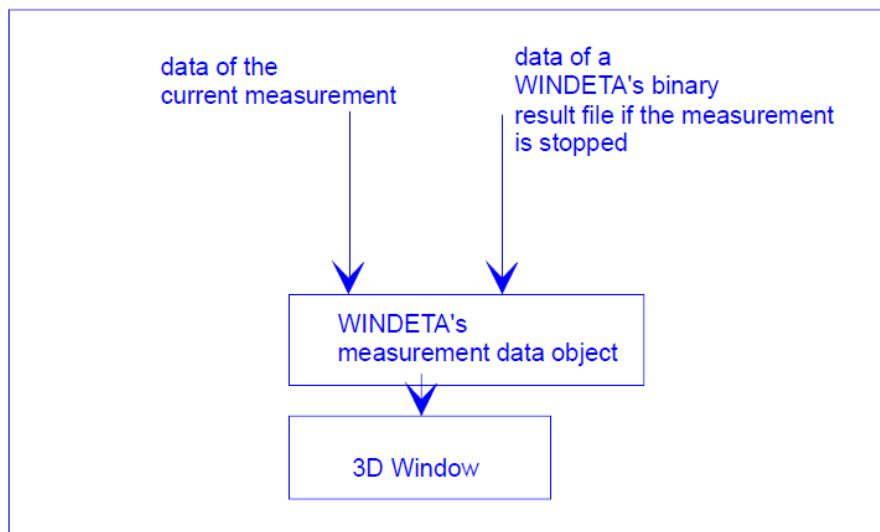 data of the
current measurement
data of a
WINDETA's binary
result file if the measurement
is stopped
WINDETA's
measurement data object
3D Window